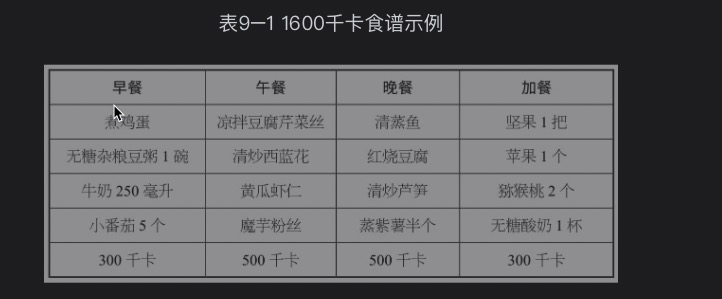 表9—1 1600千卡食谱示例
早餐 午餐 晚餐 加餐
煮鸡蛋 凉拌豆腐芹菜丝 清蒸鱼 坚果 1 把
无糖杂粮豆粥 1 碗 清炒西蓝花 红烧豆腐 苹果 1 个
牛奶 250 毫升 黄瓜虾仁 清炒芦笋 猕猴桃 2 个
小番茄 5 个 魔芋粉丝 蒸紫薯半个 无糖酸奶 1 杯
300 千卡 500 千卡 500 千卡 300 千卡